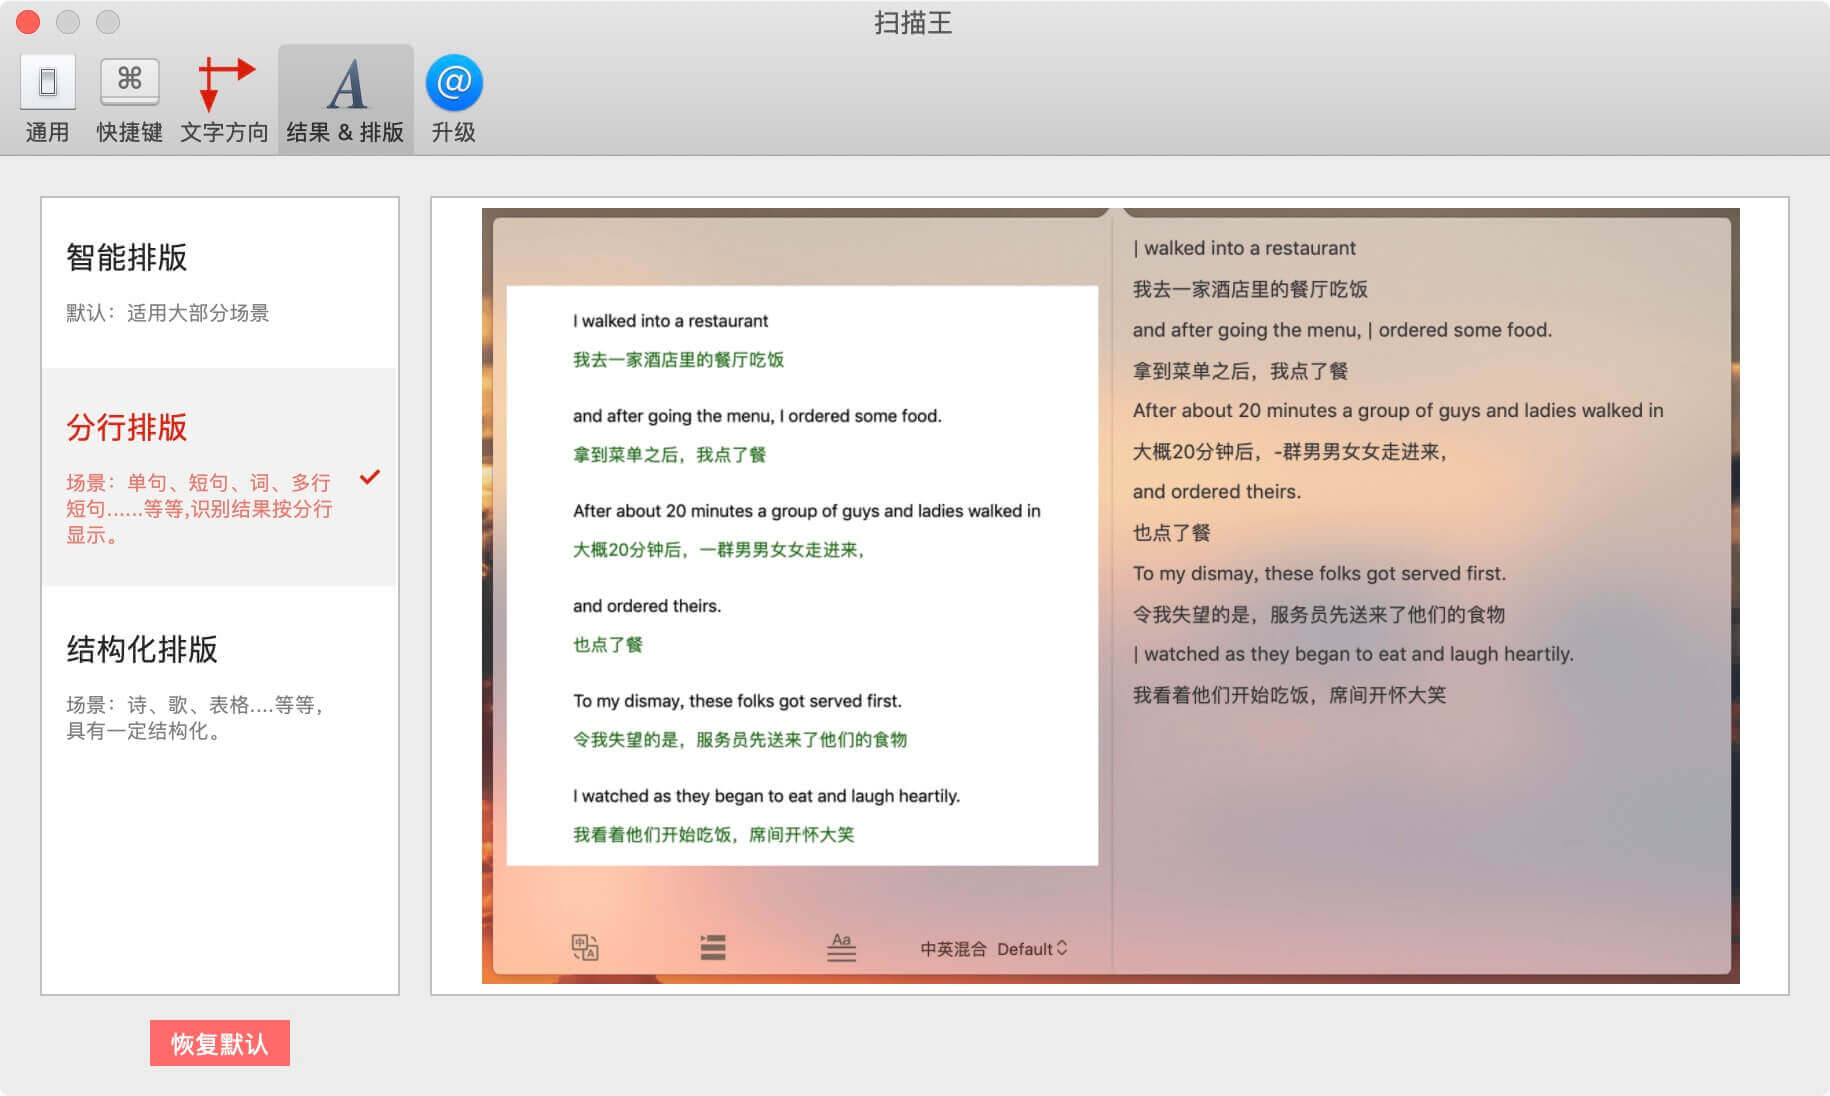 扫描王
通用
快捷键
文字方向
结果 & 排版
升级
智能排版
默认：适用大部分场景
分行排版
场景：单句、短句、词、多行
短句......等等,识别结果按分行
显示。
结构化排版
场景：诗、歌、表格....等等，
具有一定结构化。
恢复默认
I walked into a restaurant
我去一家酒店里的餐厅吃饭
and after going the menu, I ordered some food.
拿到菜单之后，我点了餐
After about 20 minutes a group of guys and ladies walked in
大概20分钟后，一群男男女女走进来，
and ordered theirs.
也点了餐
To my dismay, these folks got served first.
令我失望的是，服务员先送来了他们的食物
I watched as they began to eat and laugh heartily.
我看着他们开始吃饭，席间开怀大笑
中英混合 Default
| walked into a restaurant
我去一家酒店里的餐厅吃饭
and after going the menu, | ordered some food.
拿到菜单之后，我点了餐
After about 20 minutes a group of guys and ladies walked in
大概20分钟后，-群男男女女走进来，
and ordered theirs.
也点了餐
To my dismay, these folks got served first.
令我失望的是，服务员先送来了他们的食物
| watched as they began to eat and laugh heartily.
我看着他们开始吃饭，席间开怀大笑